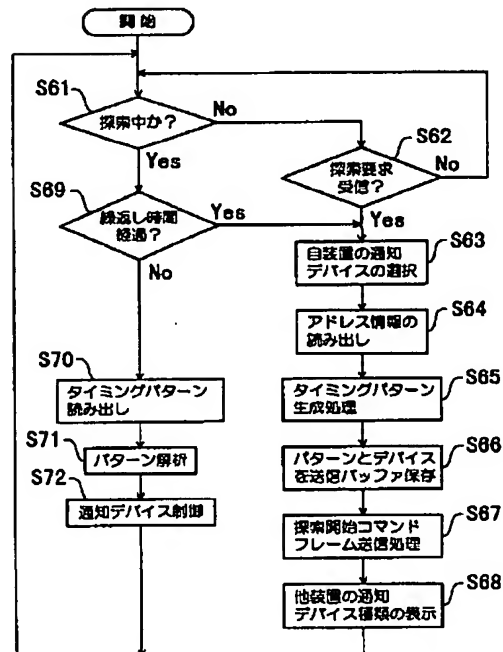 開始
S61
探索中か？
No
S62
Yes
探索要求
受信？
No
S69
繰返し時間
経過？
Yes
Yes
S63
No
自装置の通知
デバイスの選択
S64
アドレス情報の
読み出し
S70
タイミングパターン
読み出し
S65
タイミングパターン
生成処理
S71
パターン解析
S66
パターンとデバイス
を送信バッファ保存
S72
通知デバイス制御
S67
探索開始コマンド
フレーム送信処理
S68
他装置の通知
デバイス種類の表示